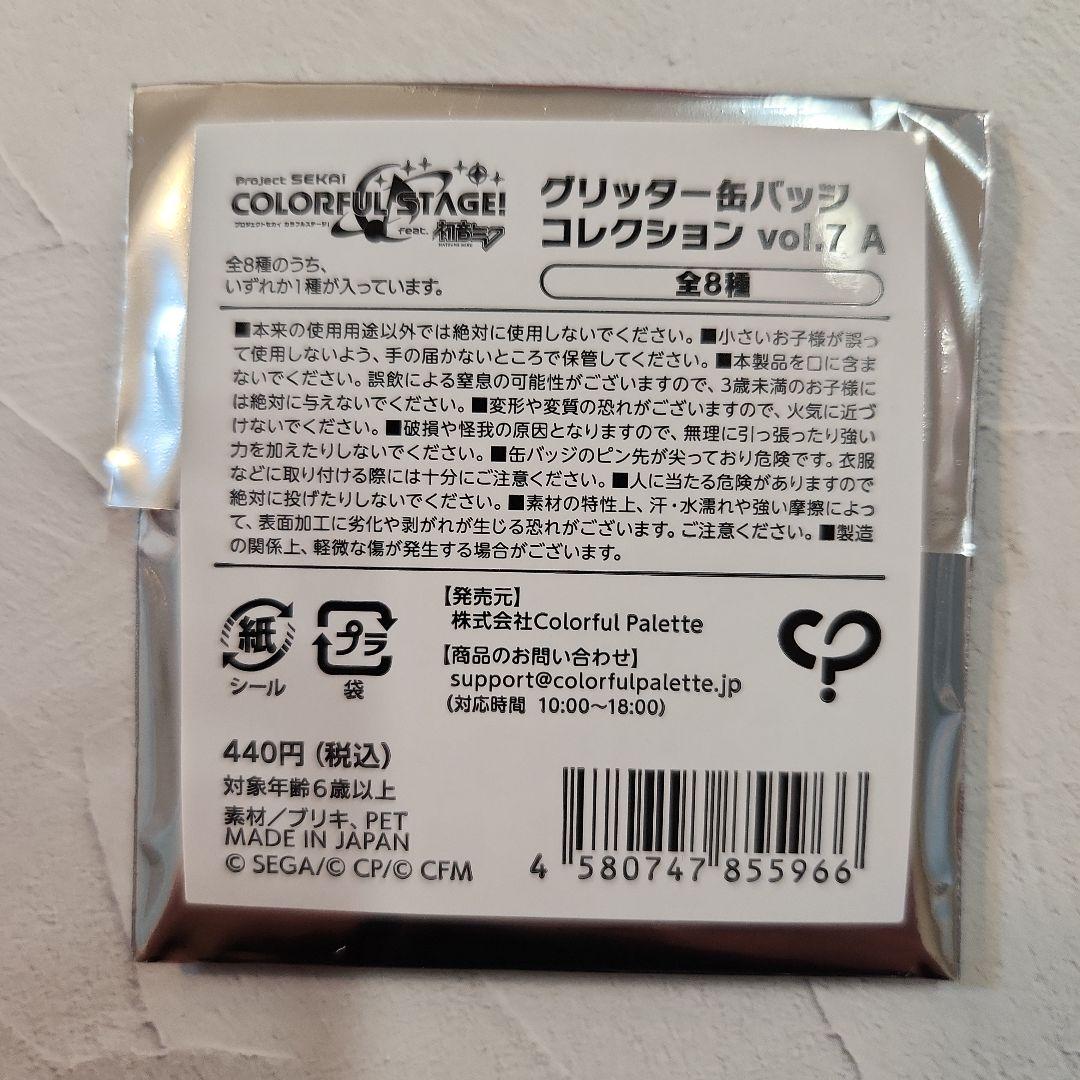 Project SEKAI
COLORFUL STAGE!
プロジェクトセカイ カラフルステージ!
feat. 初音ミク
HATSUNE MIKU
グリッター缶バッジ
コレクション vol.7 A
全8種
全8種のうち、
いずれか1種が入っています。
■本来の使用用途以外では絶対に使用しないでください。■小さいお子様が誤っ
て使用しないよう、手の届かないところで保管してください。■本製品を口に含ま
ないでください。誤飲による窒息の可能性がございますので、3歳未満のお子様に
は絶対に与えないでください。■変形や変質の恐れがございますので、火気に近づ
けないでください。■破損や怪我の原因となりますので、無理に引っ張ったり強い
力を加えたりしないでください。■缶バッジのピン先が尖っており危険です。衣服
などに取り付ける際には十分にご注意ください。■人に当たる危険がありますので
絶対に投げたりしないでください。■素材の特性上、汗・水濡れや強い摩擦によっ
て、表面加工に劣化や剥がれが生じる恐れがございます。ご注意ください。■製造
の関係上、軽微な傷が発生する場合がございます。
紙
シール
プラ
袋
【発売元】
株式会社Colorful Palette
【商品のお問い合わせ】
support@colorfulpalette.jp
(対応時間 10:00~18:00)
440円(税込)
対象年齢6歳以上
素材/ブリキ、PET
MADE IN JAPAN
© SEGA/© CP/© CFM
4 580747 855966